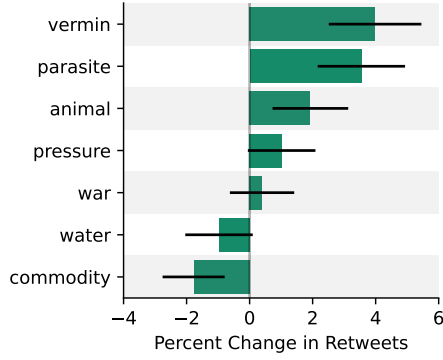 vermin
parasite
animal
pressure
war
water
commodity
−4 −2 0 2 4 6
Percent Change in Retweets